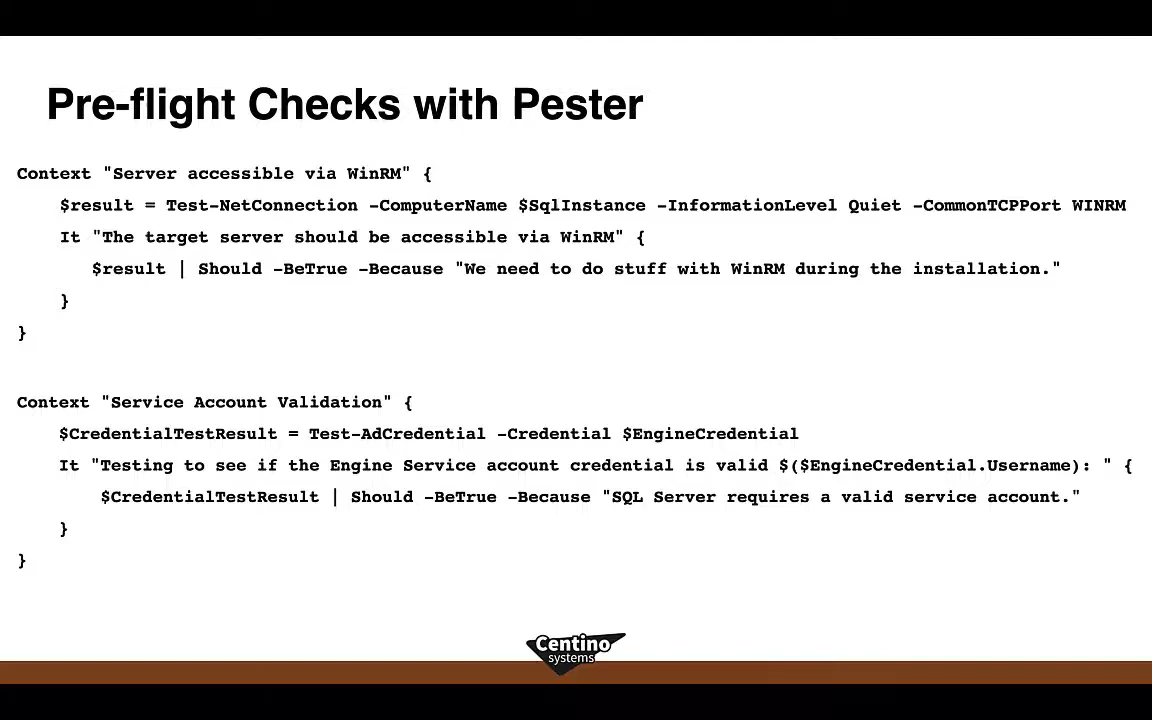 Pre-flight Checks with Pester
Context "Server accessible via WinRM" {
$result = Test-NetConnection -ComputerName $SqlInstance -InformationLevel Quiet -CommonTCPPort WINRM
It "The target server should be accessible via WinRM" {
$result | Should -BeTrue -Because "We need to do stuff with WinRM during the installation."
}
}
Context "Service Account Validation" {
$CredentialTestResult = Test-AdCredential -Credential $EngineCredential
It "Testing to see if the Engine Service account credential is valid $($EngineCredential.Username): " {
$CredentialTestResult | Should -BeTrue -Because "SQL Server requires a valid service account."
}
}
Centino
systems